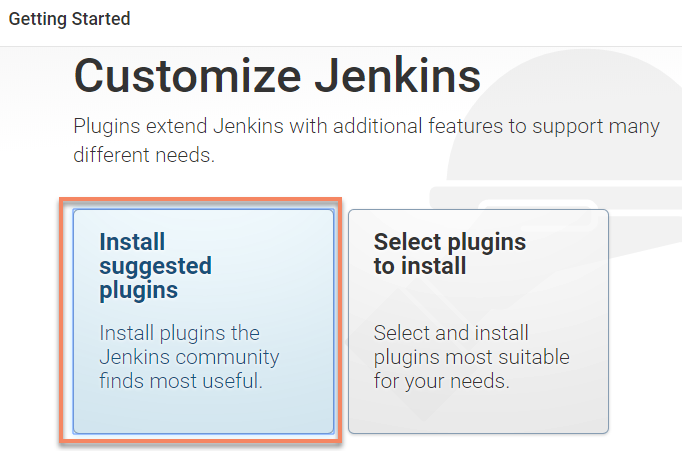 Getting Started
Customize Jenkins
Plugins extend Jenkins with additional features to support many
different needs.
Install
suggested
plugins
Install plugins the
Jenkins community
finds most useful.
Select plugins
to install
Select and install
plugins most suitable
for your needs.